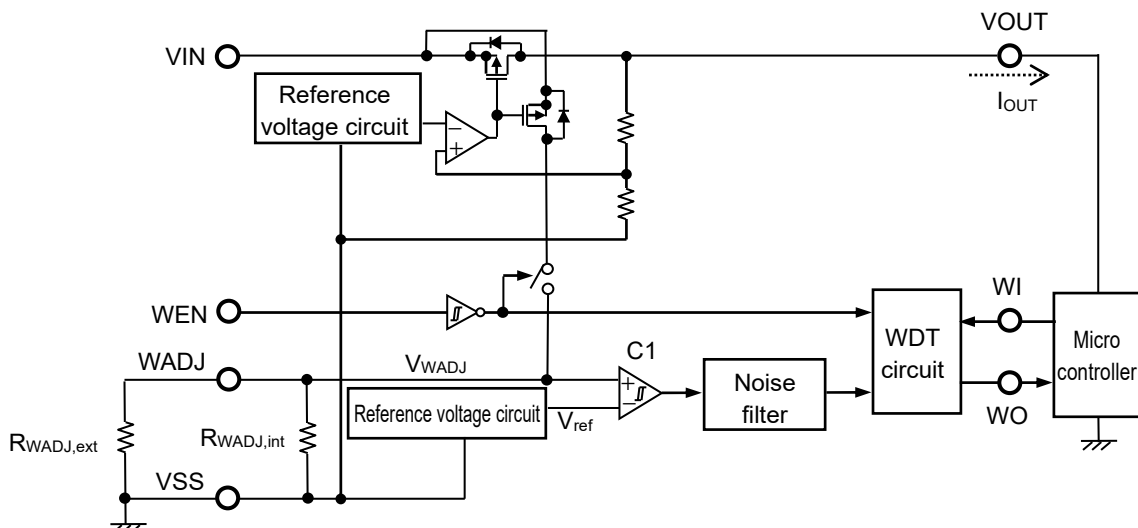 VIN
VOUT
Reference
voltage circuit
IOUT
−
+
WEN
WI
WADJ
VWADJ
C1
WDT
circuit
Micro
controller
Reference voltage circuit
+
−
Vref
Noise
filter
WO
RWADJ,ext
RWADJ,int
VSS